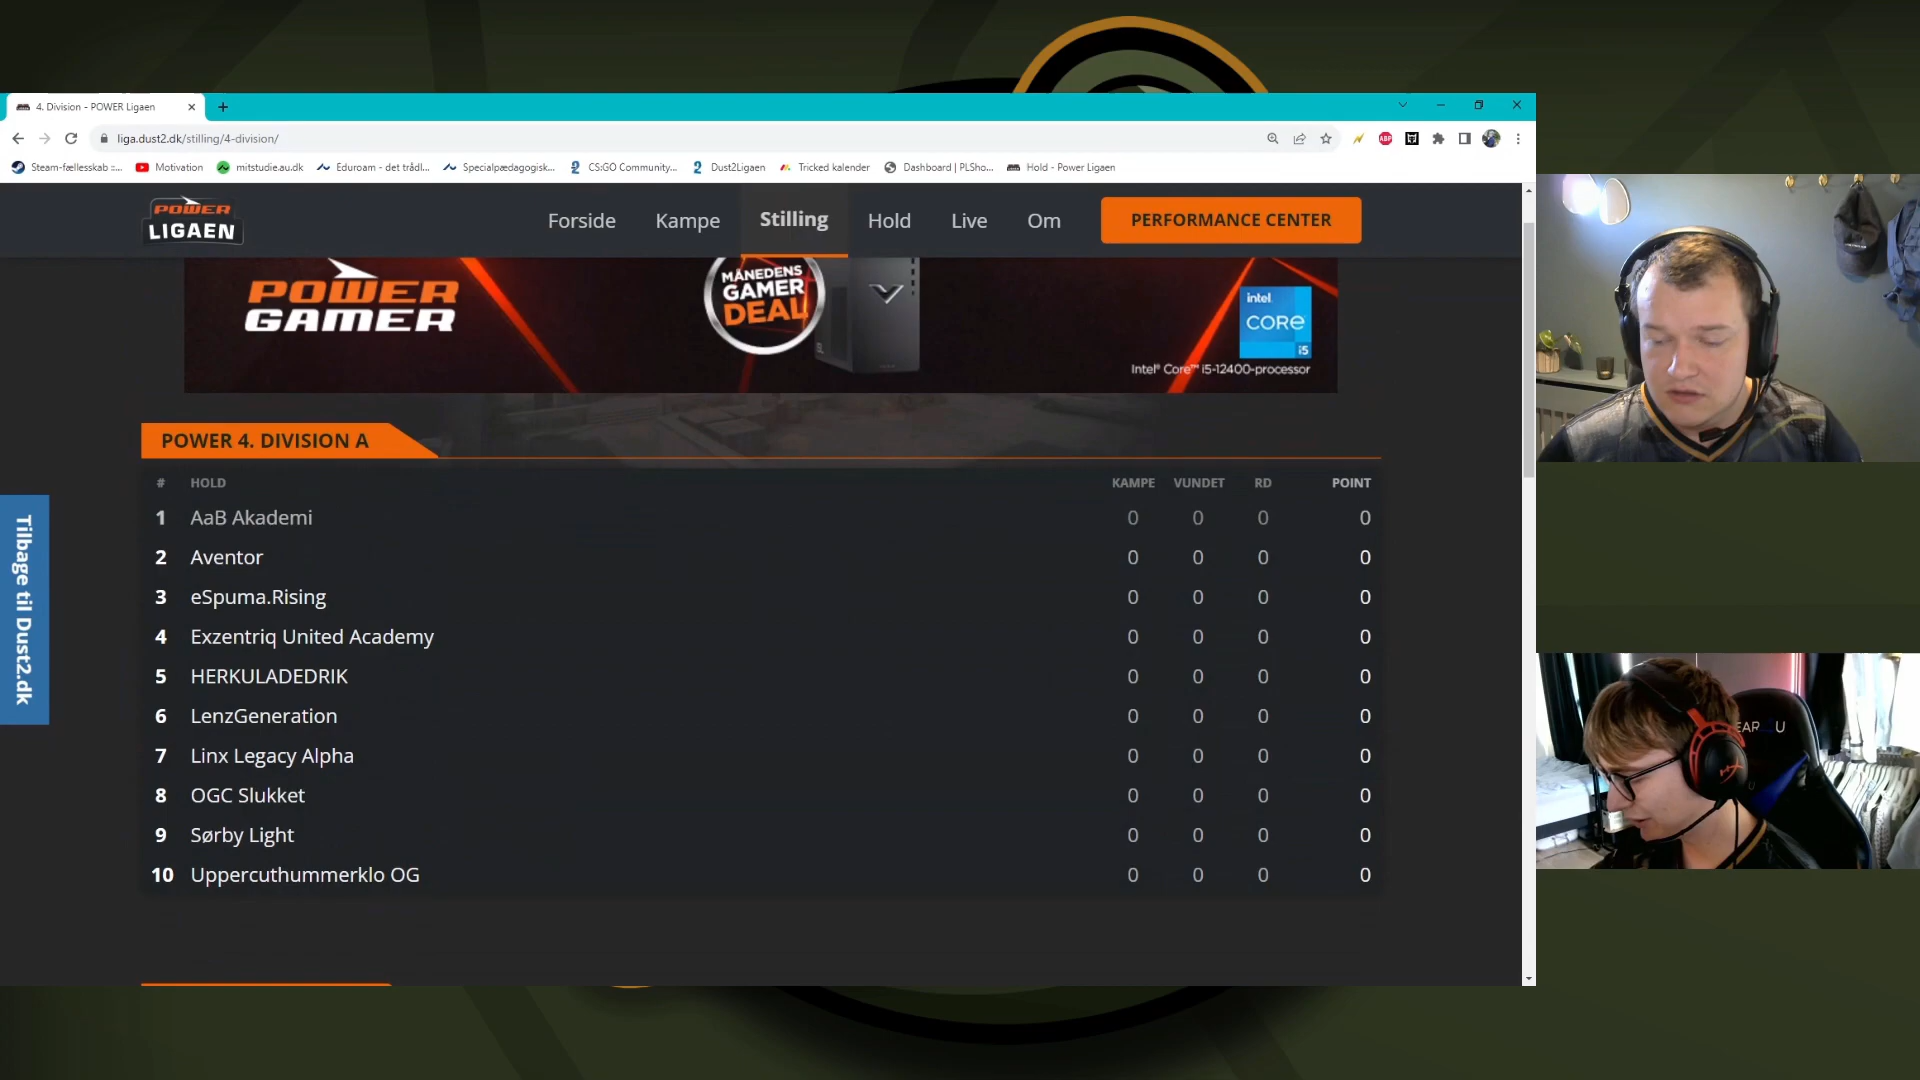 4. Division - POWER Ligaen
liga.dust2.dk/stilling/4-division/
ABP
Steam-fællesskab ::...
Motivation
mitstudie.au.dk
Eduroam - det trådl...
Specialpædagogisk...
2 CS:GO Community...
2 Dust2Ligaen
Tricked kalender
Dashboard | PLSho...
Hold - Power Ligaen
POWER LIGAEN
Forside
Kampe
Stilling
Hold
Live
Om
PERFORMANCE CENTER
POWER GAMER
MÅNEDENS GAMER DEAL
intel CORE i5
Intel® Core™ i5-12400-processor
POWER 4. DIVISION A
# HOLD KAMPE VUNDET RD POINT
1 AaB Akademi 0 0 0 0
2 Aventor 0 0 0 0
3 eSpuma.Rising 0 0 0 0
4 Exzentriq United Academy 0 0 0 0
5 HERKULADEDRIK 0 0 0 0
6 LenzGeneration 0 0 0 0
7 Linx Legacy Alpha 0 0 0 0
8 OGC Slukket 0 0 0 0
9 Sørby Light 0 0 0 0
10 Uppercuthummerklo OG 0 0 0 0
Tilbage til Dust2.dk